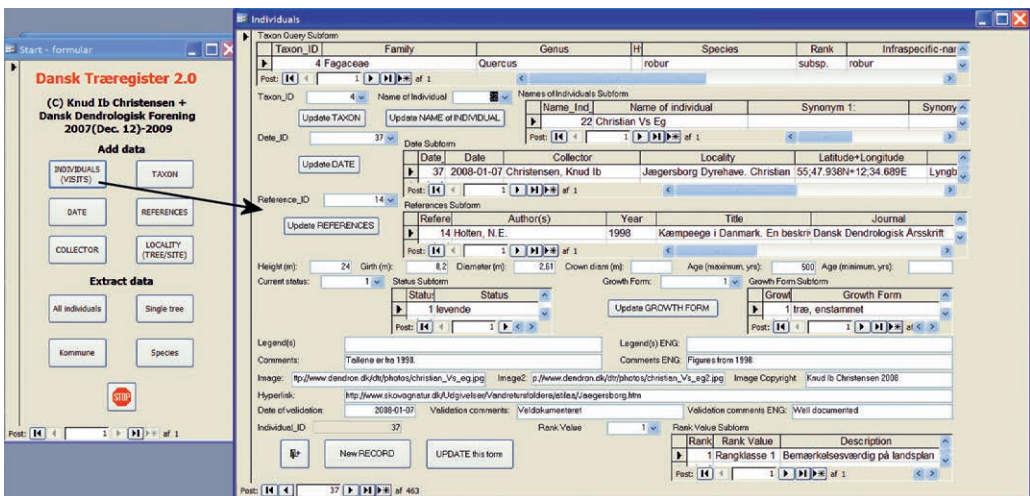 Start - formular
Dansk Træregister 2.0
(C) Knud Ib Christensen +
Dansk Dendrologisk Forening
2007(Dec. 12)-2009
Add data
INDIVIDUALS
(VISITS)
TAXON
DATE
REFERENCES
COLLECTOR
LOCALITY
(TREE/SITE)
Extract data
All individuals
Single tree
Kommune
Species
STOP
Post: 1 af 1
Individuals
Taxon Query Subform
Taxon_ID Family Genus Species Rank Infraspecific-nar
4 Fagaceae Quercus robur subsp. robur
Post: 1 af 1
Taxon_ID 4 Name of Individual Names of Individuals Subform
Name_Ind Name of individual Synonym 1: Synony
Update TAXON Update NAME of INDIVIDUAL 22 Christian Vs Eg
Post: 1 af 1
Date_ID 37 Date Subform
Date_ Date Collector Locality Latitude+Longitude
Update DATE 37 2008-01-07 Christensen, Knud Ib Jægersborg Dyrehave. Christian 55;47.938N+12;34.689E Lyngb
Post: 1 af 1
Reference_ID 14 References Subform
Refere Author(s) Year Title Journal
Update REFERENCES 14 Holten, N.E. 1998 Kæmpeege i Danmark. En beskriv Dansk Dendrologisk Årsskrift
Post: 1 af 1
Height (m): 24 Girth (m): 8,2 Diameter (m): 2,61 Crown diam (m): Age (maximum, yrs): 500 Age (minimum, yrs):
Current status: 1 Status Subform Growth Form: 1 Growth Form Subform
Status Status Growt Growth Form
1 levende Update GROWTH FORM 1 træ, enstammet
Post: 1 Post: 1 af
Legend(s) Legend(s) ENG:
Comments: Tallene er fra 1998. Comments ENG: Figures from 1998.
Image: ttp://www.dendron.dk/dtr/photos/christian_Vs_eg.jpg Image2: p://www.dendron.dk/dtr/photos/christian_Vs_eg2.jpg Image Copyright Knud Ib Christensen 2008
Hyperlink: http://www.skovognatur.dk/Udgivelser/Vandretursfoldere/
Date of validation: 2008-01-07 Validation comments: Veldokumenteret Validation comments ENG: Well documented
Individual_ID 37 Rank Value 1 Rank Value Subform
Rank Rank Value Description
New RECORD UPDATE this form 1 Rangklasse 1 Bemærkelsesværdig på landsplan
Post: 1 af 1
Post: 37 af 463